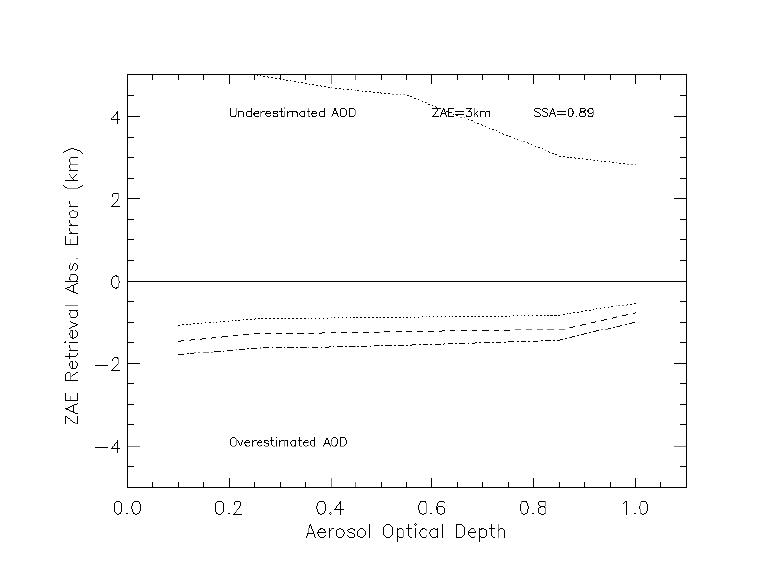 Underestimated AOD ZAE=3km SSA=0.89
4
2
0
−2
−4
ZAE Retrieval Abs. Error (km)
Overestimated AOD
0.0 0.2 0.4 0.6 0.8 1.0
Aerosol Optical Depth